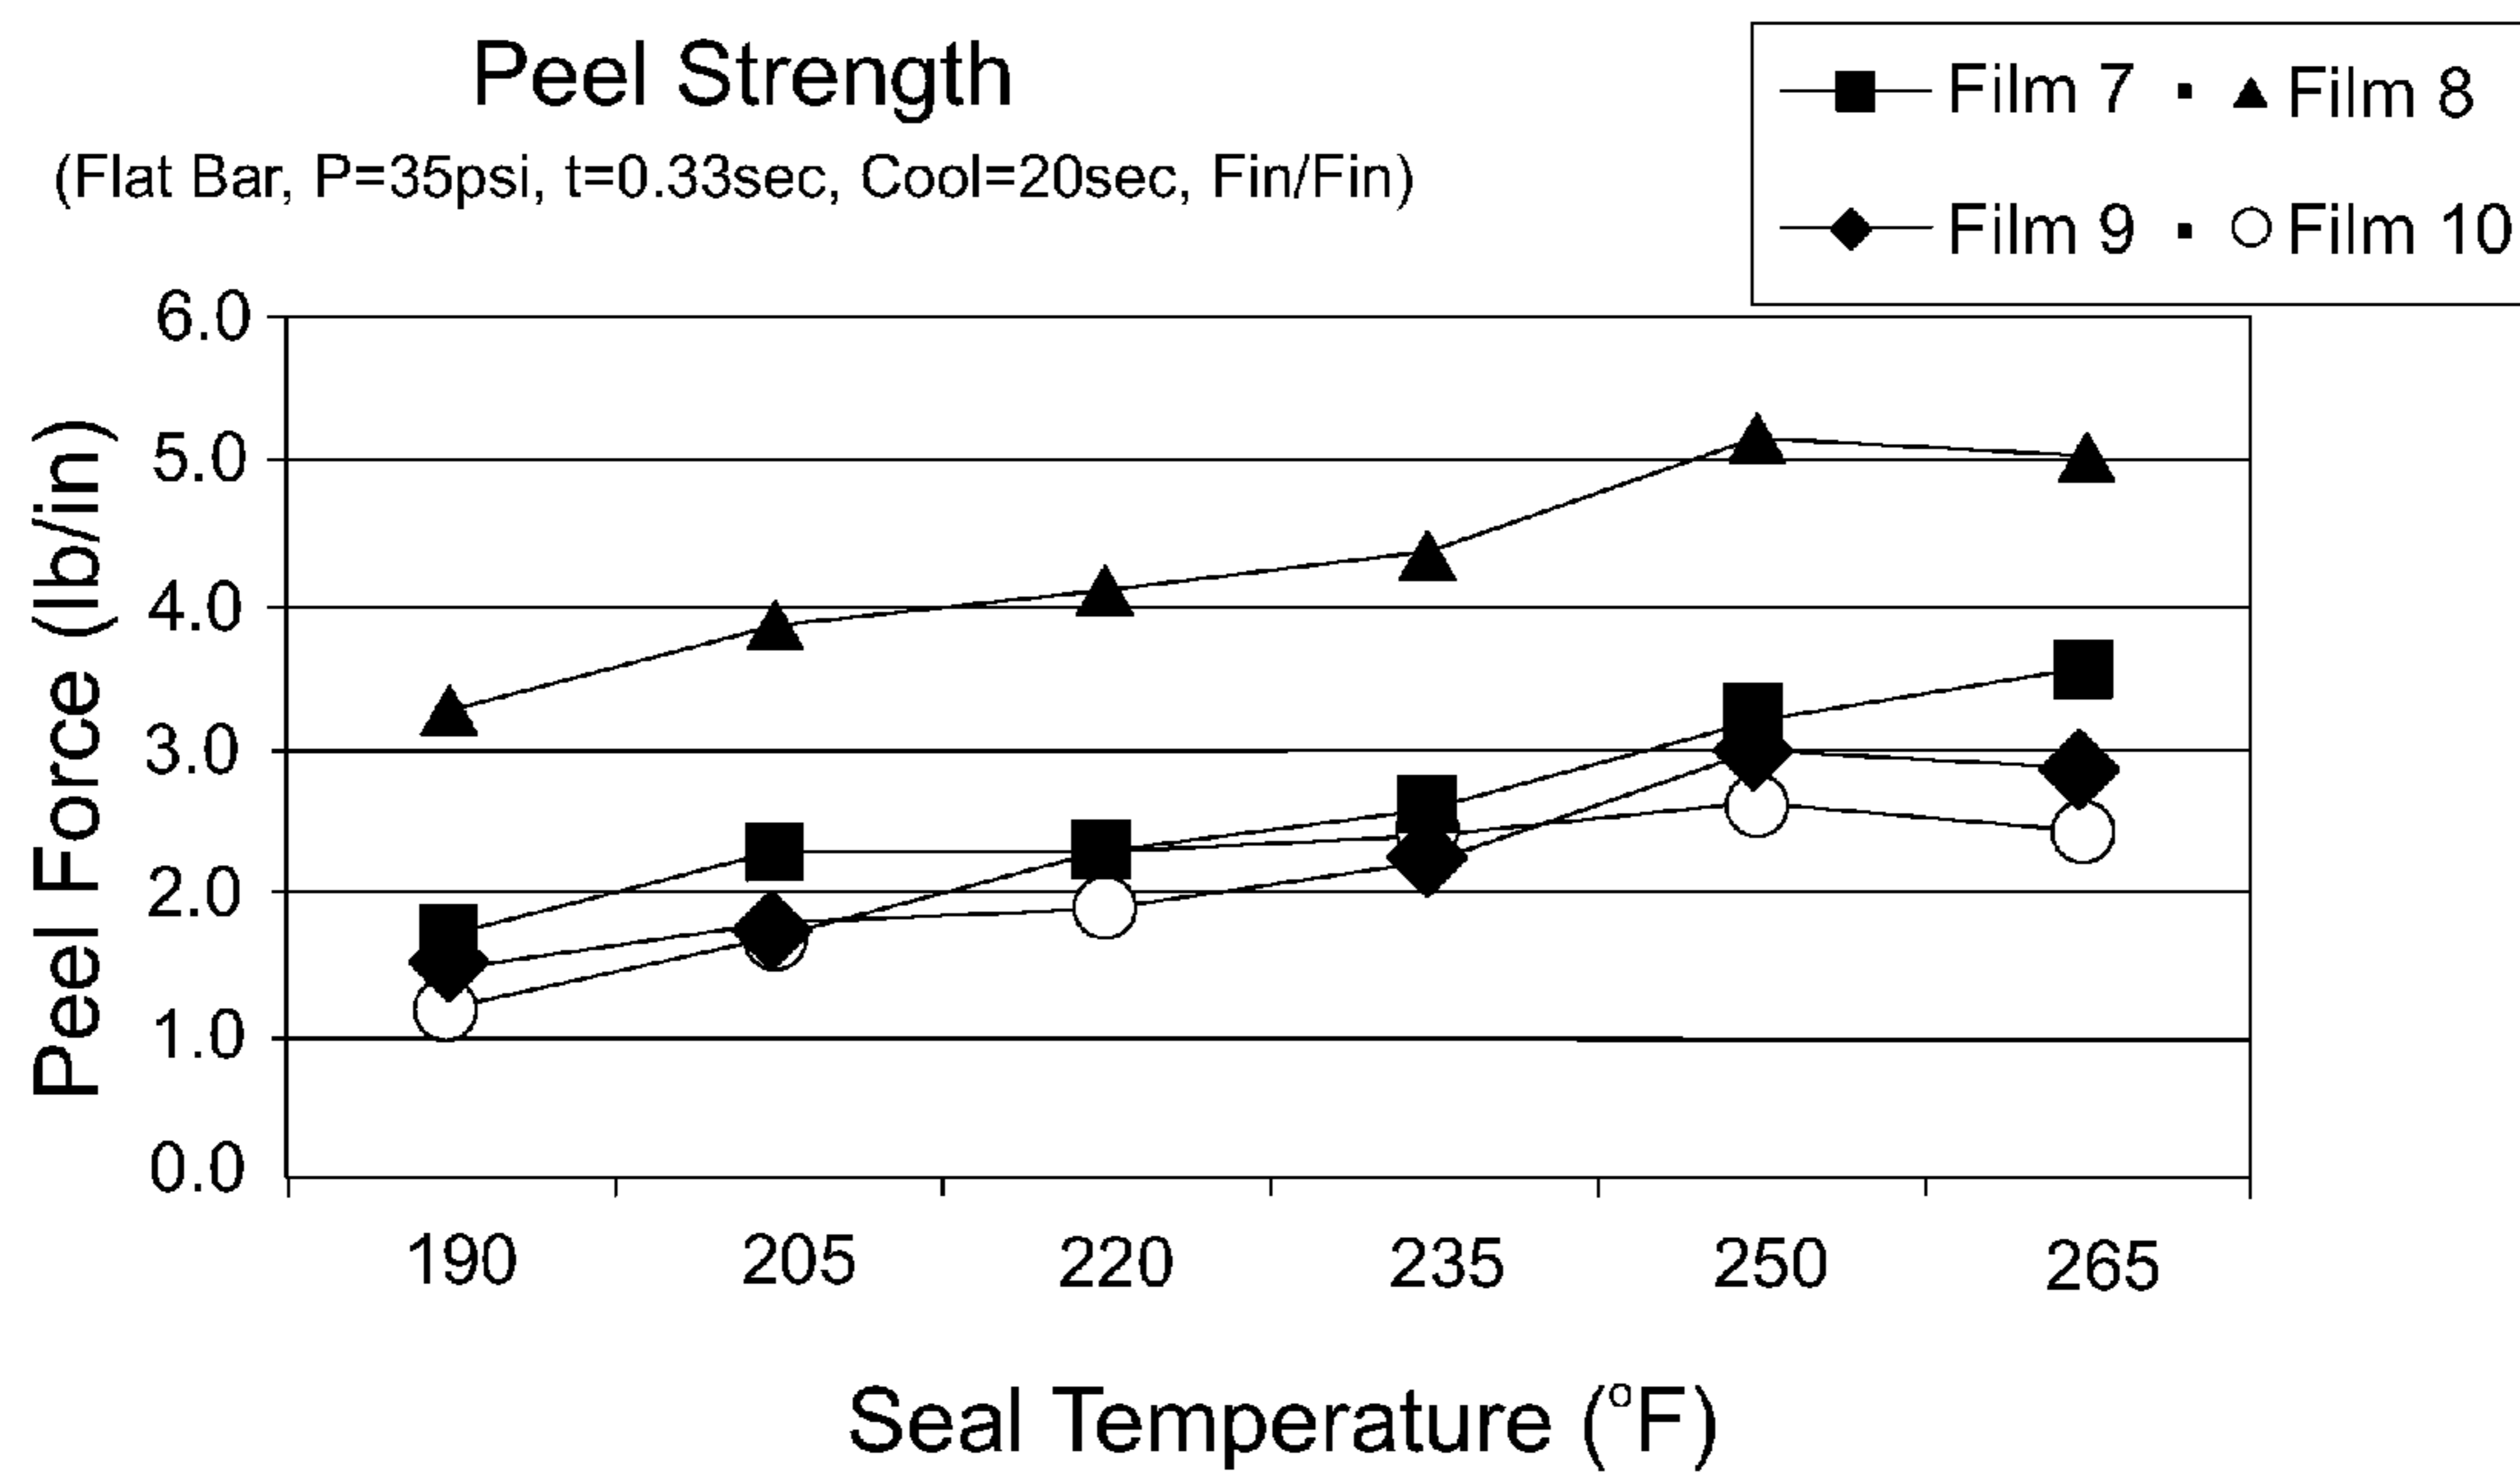 Peel Strength
(Flat Bar, P=35psi, t=0.33sec, Cool=20sec, Fin/Fin)
Film 7 ▪ Film 8
Film 9 ▪ Film 10
Peel Force (lb/in)
6.0
5.0
4.0
3.0
2.0
1.0
0.0
190 205 220 235 250 265
Seal Temperature (°F)